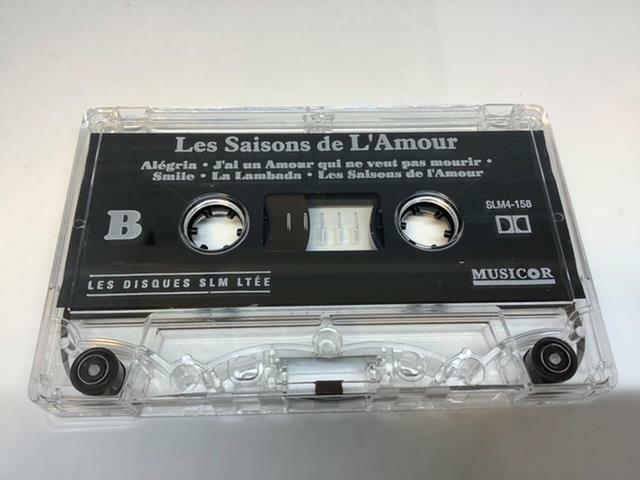 Les Saisons de L'Amour
Alégria • J'ai un Amour qui ne veut pas mourir •
Smile • La Lambada • Les Saisons de l'Amour
B
SLM4-158
LES DISQUES SLM LTÉE
MUSICOR